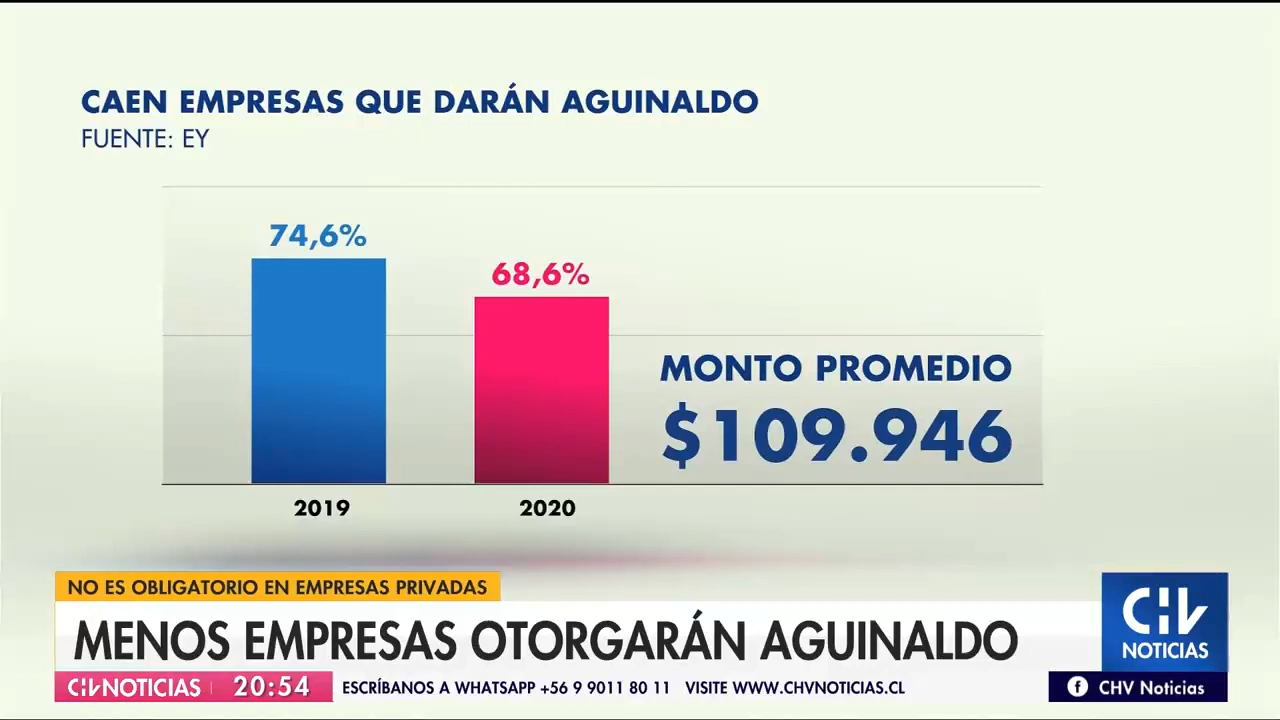 CAEN EMPRESAS QUE DARÁN AGUINALDO
FUENTE: EY
74,6%
68,6%
MONTO PROMEDIO
$109.946
2019
2020
NO ES OBLIGATORIO EN EMPRESAS PRIVADAS
MENOS EMPRESAS OTORGARÁN AGUINALDO
CHV NOTICIAS
CHV NOTICIAS 20:54 ESCRÍBANOS A WHATSAPP +56 9 9011 80 11 VISITE WWW.CHVNOTICIAS.CL
CHV Noticias